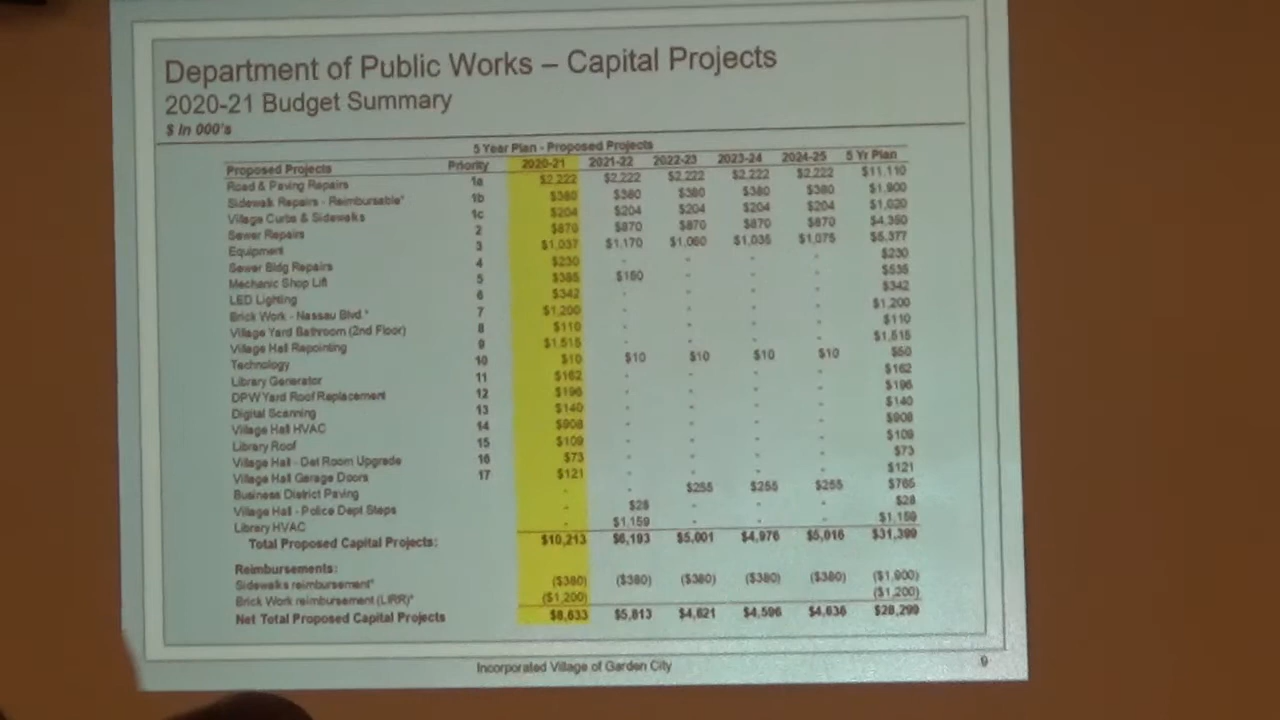 Department of Public Works – Capital Projects
2020-21 Budget Summary
$ In 000's
5 Year Plan - Proposed Projects
Proposed Projects Priority 2020-21 2021-22 2022-23 2023-24 2024-25 5 Yr Plan
Road & Paving Repairs 1a $2,222 $2,222 $2,222 $2,222 $2,222 $11,110
Sidewalk Repairs - Reimbursable* 1b $380 $380 $380 $380 $380 $1,900
Village Curbs & Sidewalks 1c $204 $204 $204 $204 $204 $1,020
Sewer Repairs 2 $870 $870 $870 $870 $870 $4,350
Equipment 3 $1,037 $1,170 $1,060 $1,035 $1,075 $5,377
Sewer Bldg Repairs 4 $230 - - - - $230
Mechanic Shop Lift 5 $385 $150 - - - $535
LED Lighting 6 $342 - - - - $342
Brick Work - Nassau Blvd.* 7 $1,200 - - - - $1,200
Village Yard Bathroom (2nd Floor) 8 $110 - - - - $110
Village Hall Repointing 9 $1,515 - - - - $1,515
Technology 10 $10 $10 $10 $10 $10 $50
Library Generator 11 $162 - - - - $162
DPW Yard Roof Replacement 12 $196 - - - - $196
Digital Scanning 13 $140 - - - - $140
Village Hall HVAC 14 $908 - - - - $908
Library Roof 15 $109 - - - - $109
Village Hall - Det Room Upgrade 16 $73 - - - - $73
Village Hall Garage Doors 17 $121 - - - - $121
Business District Paving - - $255 $255 $255 $765
Village Hall - Police Dept Steps - $28 - - - $28
Library HVAC - $1,159 - - - $1,159
Total Proposed Capital Projects: $10,213 $6,193 $5,001 $4,976 $5,016 $31,399
Reimbursements:
Sidewalks reimbursement* ($380) ($380) ($380) ($380) ($380) ($1,900)
Brick Work reimbursement (LIRR)* ($1,200) ($1,200)
Net Total Proposed Capital Projects $8,633 $5,813 $4,621 $4,596 $4,636 $28,299
Incorporated Village of Garden City
9